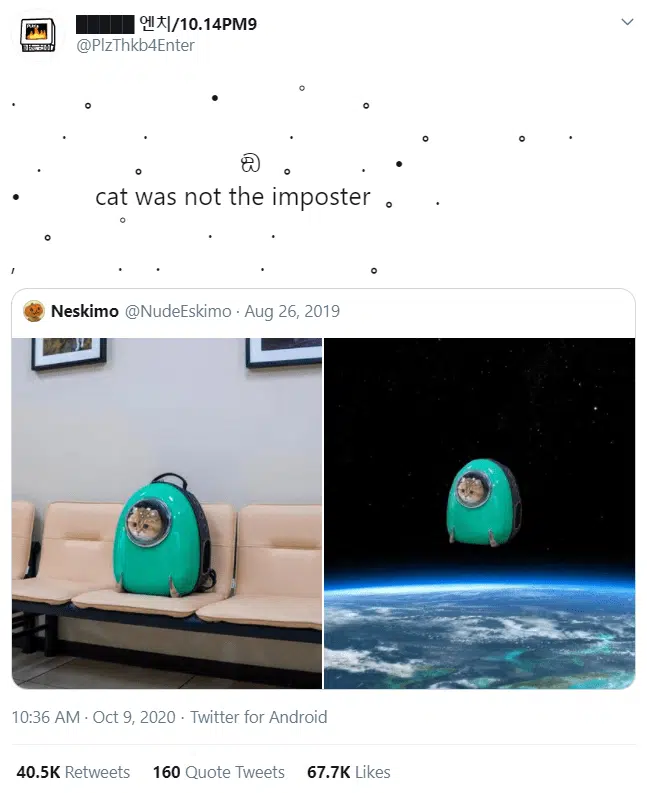 █████ 엔치/10.14PM9
@PlzThkb4Enter
. 。 • ゚ 。
. . . 。 。 .
. 。 ඞ 。 . •
• cat was not the imposter 。 .
。 ゚ . .
, . . . 。
Neskimo @NudeEskimo · Aug 26, 2019
10:36 AM · Oct 9, 2020 · Twitter for Android
40.5K Retweets 160 Quote Tweets 67.7K Likes